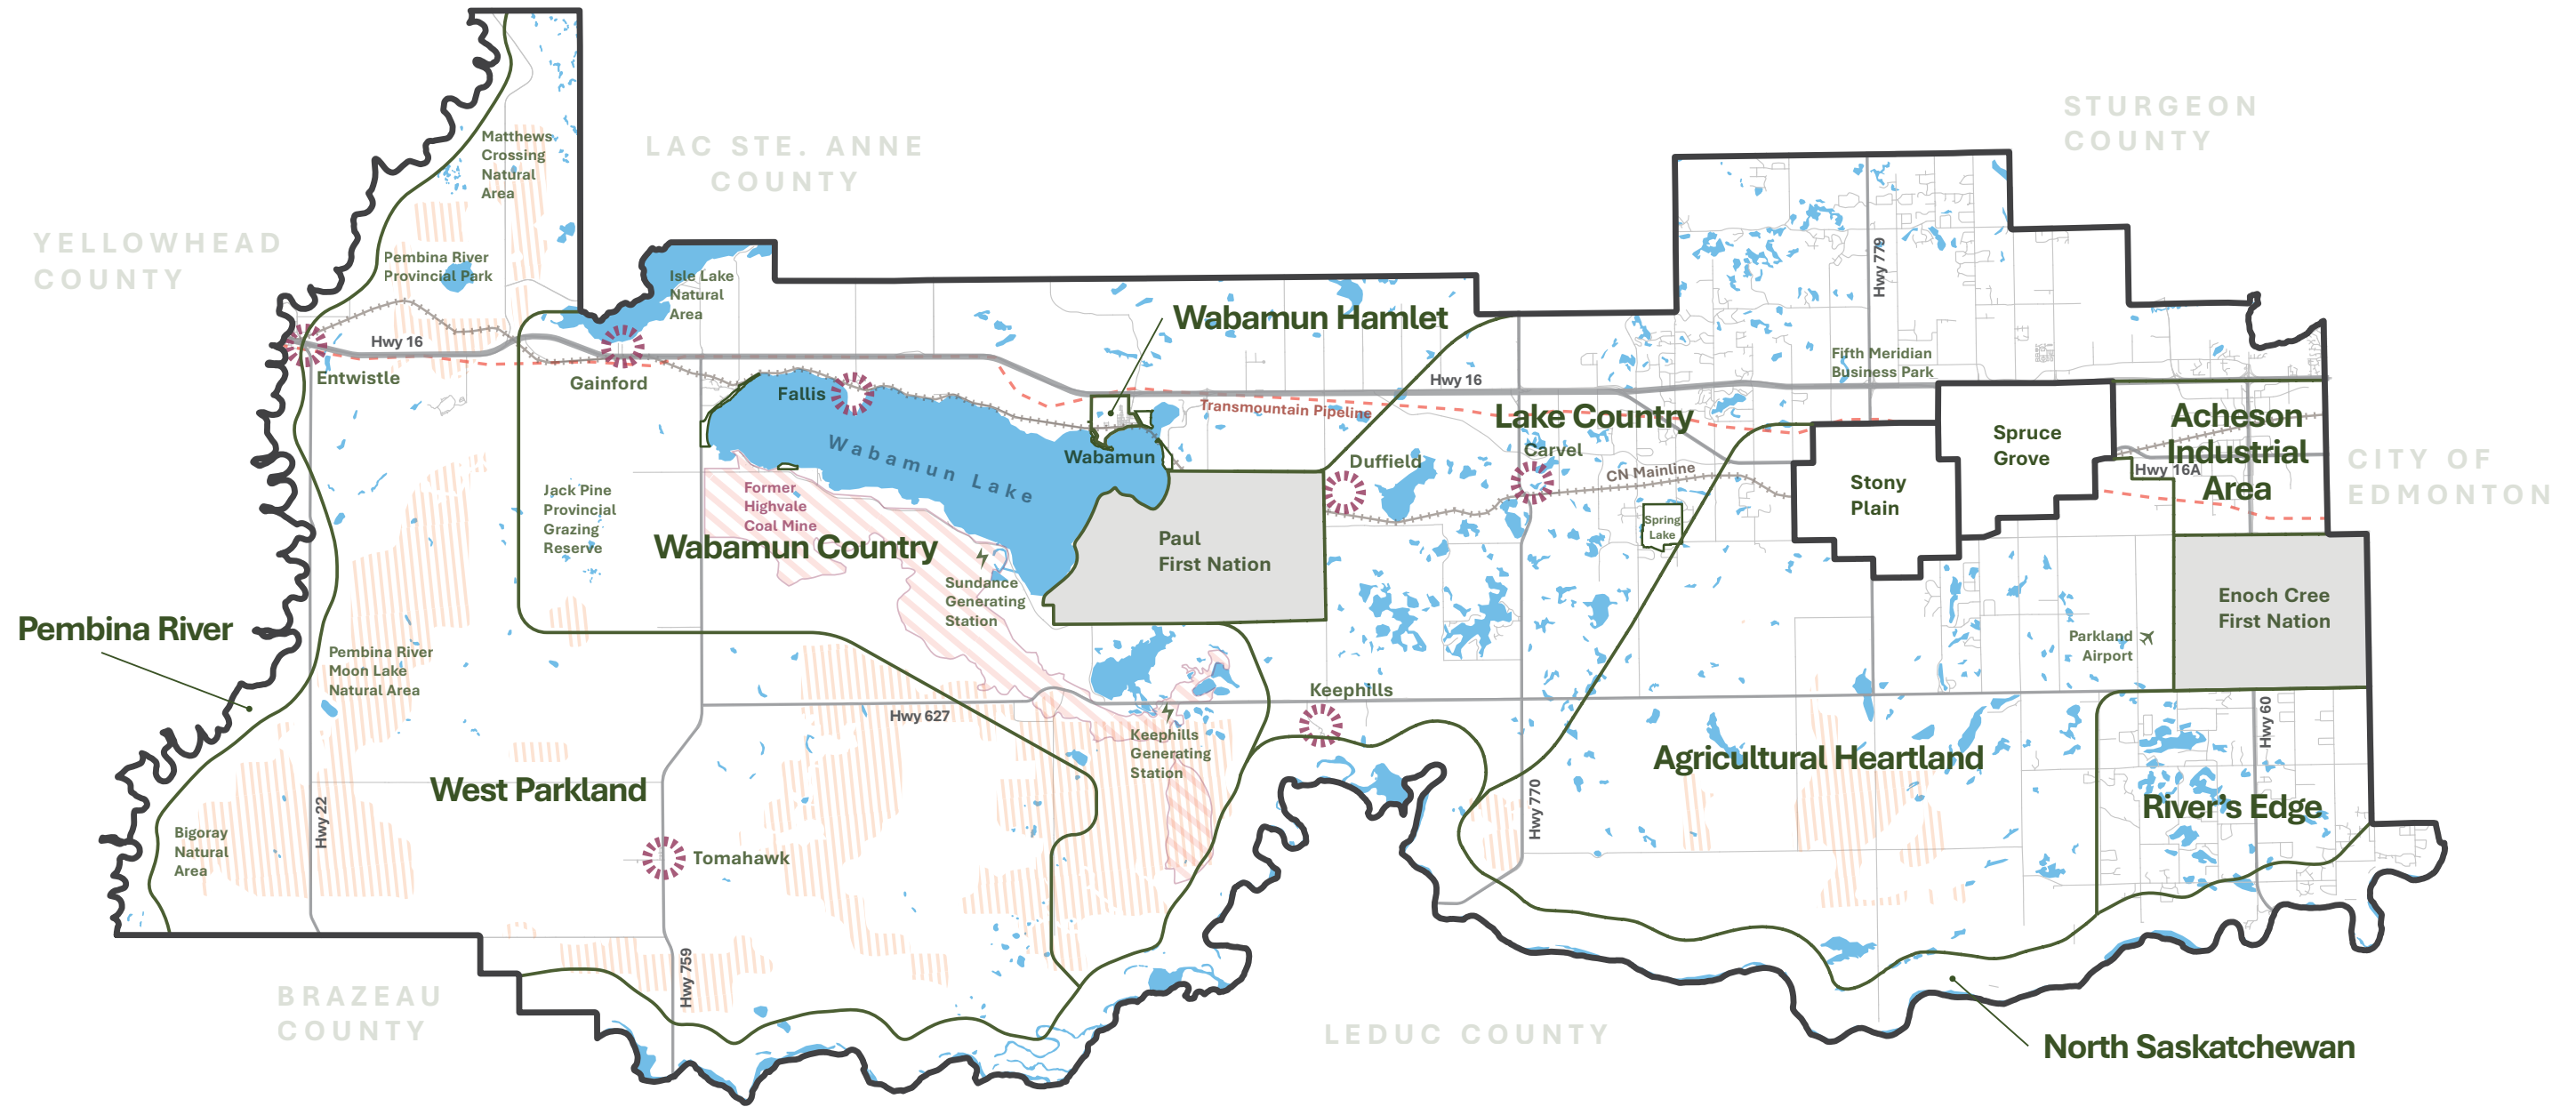 STURGEON
COUNTY
LAC STE. ANNE
COUNTY
YELLOWHEAD
COUNTY
Matthews
Crossing
Natural
Area
Pembina River
Provincial Park
Isle Lake
Natural
Area
Hwy 779
Wabamun Hamlet
Hwy 16
Entwistle
Gainford
Fallis
Hwy 16
Transmountain Pipeline
Fifth Meridian
Business Park
Lake Country
Carvel
Acheson
Industrial
Area
Hwy 16A
Spruce
Grove
Stony
Plain
CITY OF
EDMONTON
Wabamun Lake
Wabamun
Duffield
CN Mainline
Spring
Lake
Jack Pine
Provincial
Grazing
Reserve
Former
Highvale
Coal Mine
Wabamun Country
Paul
First Nation
Sundance
Generating
Station
Enoch Cree
First Nation
Parkland
Airport
Pembina River
Pembina River
Moon Lake
Natural Area
Keephills
Hwy 627
Keephills
Generating
Station
Hwy 60
Agricultural Heartland
River's Edge
West Parkland
Hwy 22
Hwy 770
Bigoray
Natural
Area
Tomahawk
Hwy 759
BRAZEAU
COUNTY
LEDUC COUNTY
North Saskatchewan